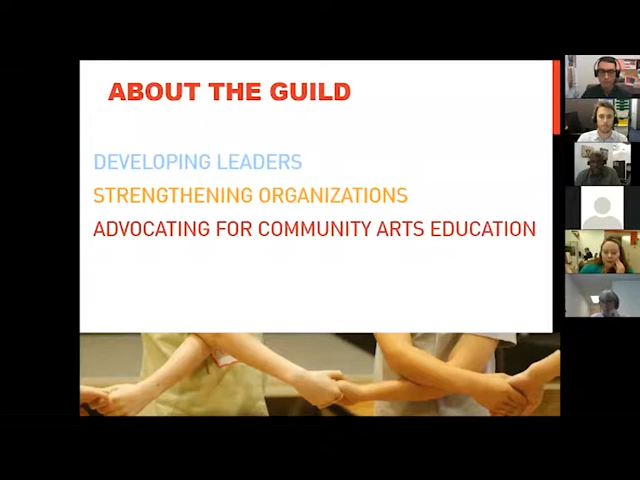 ABOUT THE GUILD
DEVELOPING LEADERS
STRENGTHENING ORGANIZATIONS
ADVOCATING FOR COMMUNITY ARTS EDUCATION